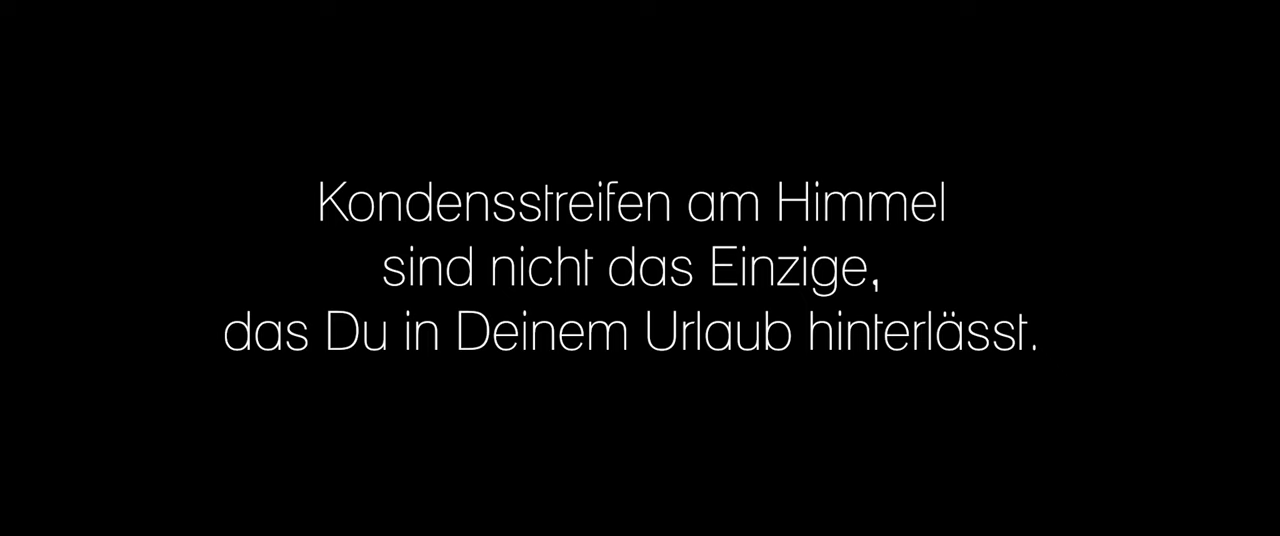 Kondensstreifen am Himmel
sind nicht das Einzige,
das Du in Deinem Urlaub hinterlässt.